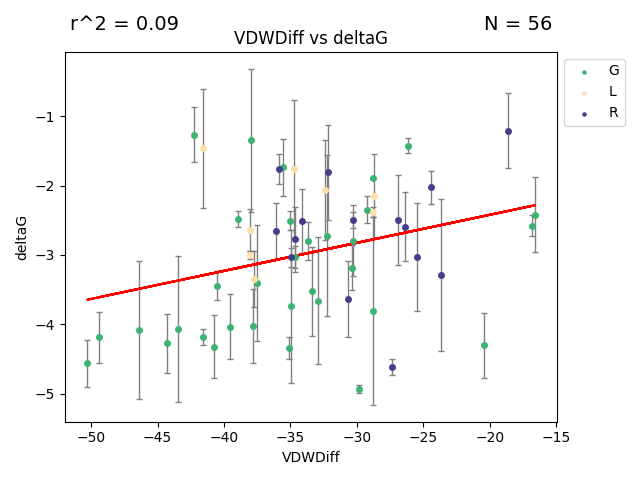 r^2 = 0.09
N = 56
VDWDiff vs deltaG
G
L
R
−1
−2
−3
−4
−5
deltaG
−50
−45
−40
−35
−30
−25
−20
−15
VDWDiff